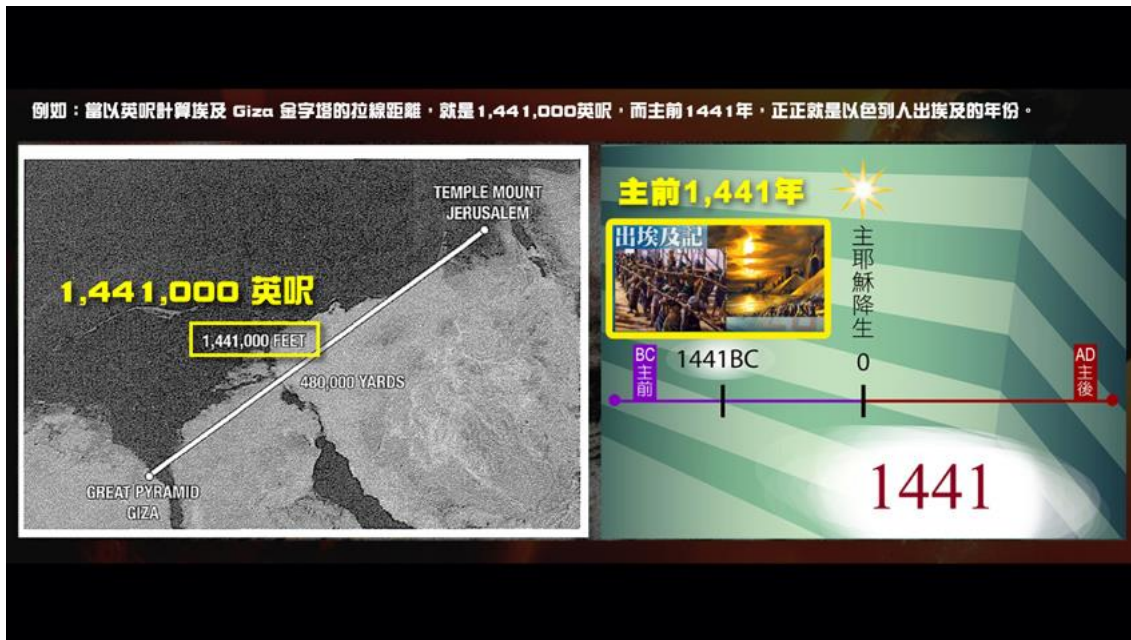 例如：當以英呎計算埃及 Giza 金字塔的拉線距離，就是1,441,000英呎，而主前1441年，正正就是以色列人出埃及的年份。
TEMPLE MOUNT
JERUSALEM
1,441,000 英呎
1,441,000 FEET
480,000 YARDS
GREAT PYRAMID
GIZA
主前1,441年
出埃及記
主耶穌降生
BC主前
1441BC
0
AD主後
1441